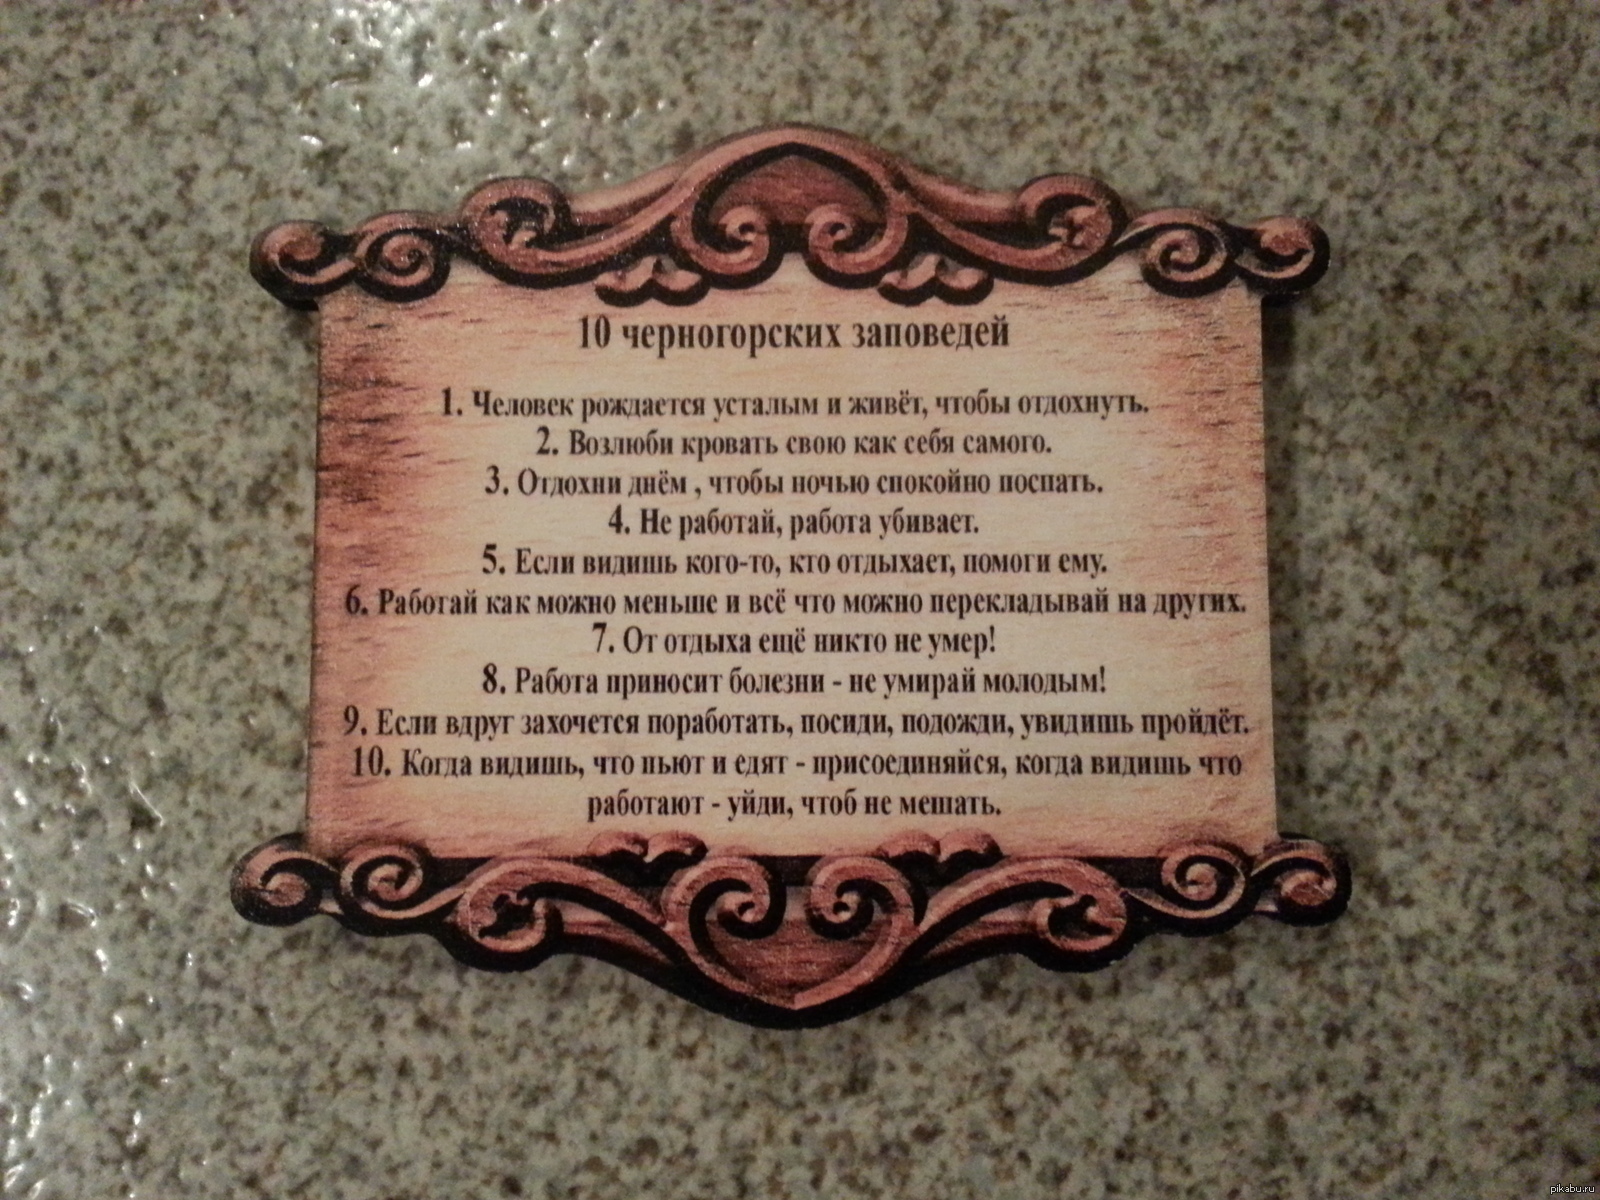 10 черногорских заповедей
1. Человек рождается усталым и живёт, чтобы отдохнуть.
2. Возлюби кровать свою как себя самого.
3. Отдохни днём , чтобы ночью спокойно поспать.
4. Не работай, работа убивает.
5. Если видишь кого-то, кто отдыхает, помоги ему.
6. Работай как можно меньше и всё что можно перекладывай на других.
7. От отдыха ещё никто не умер!
8. Работа приносит болезни - не умирай молодым!
9. Если вдруг захочется поработать, посиди, подожди, увидишь пройдёт.
10. Когда видишь, что пьют и едят - присоединяйся, когда видишь что
работают - уйди, чтоб не мешать.
pikabu.ru